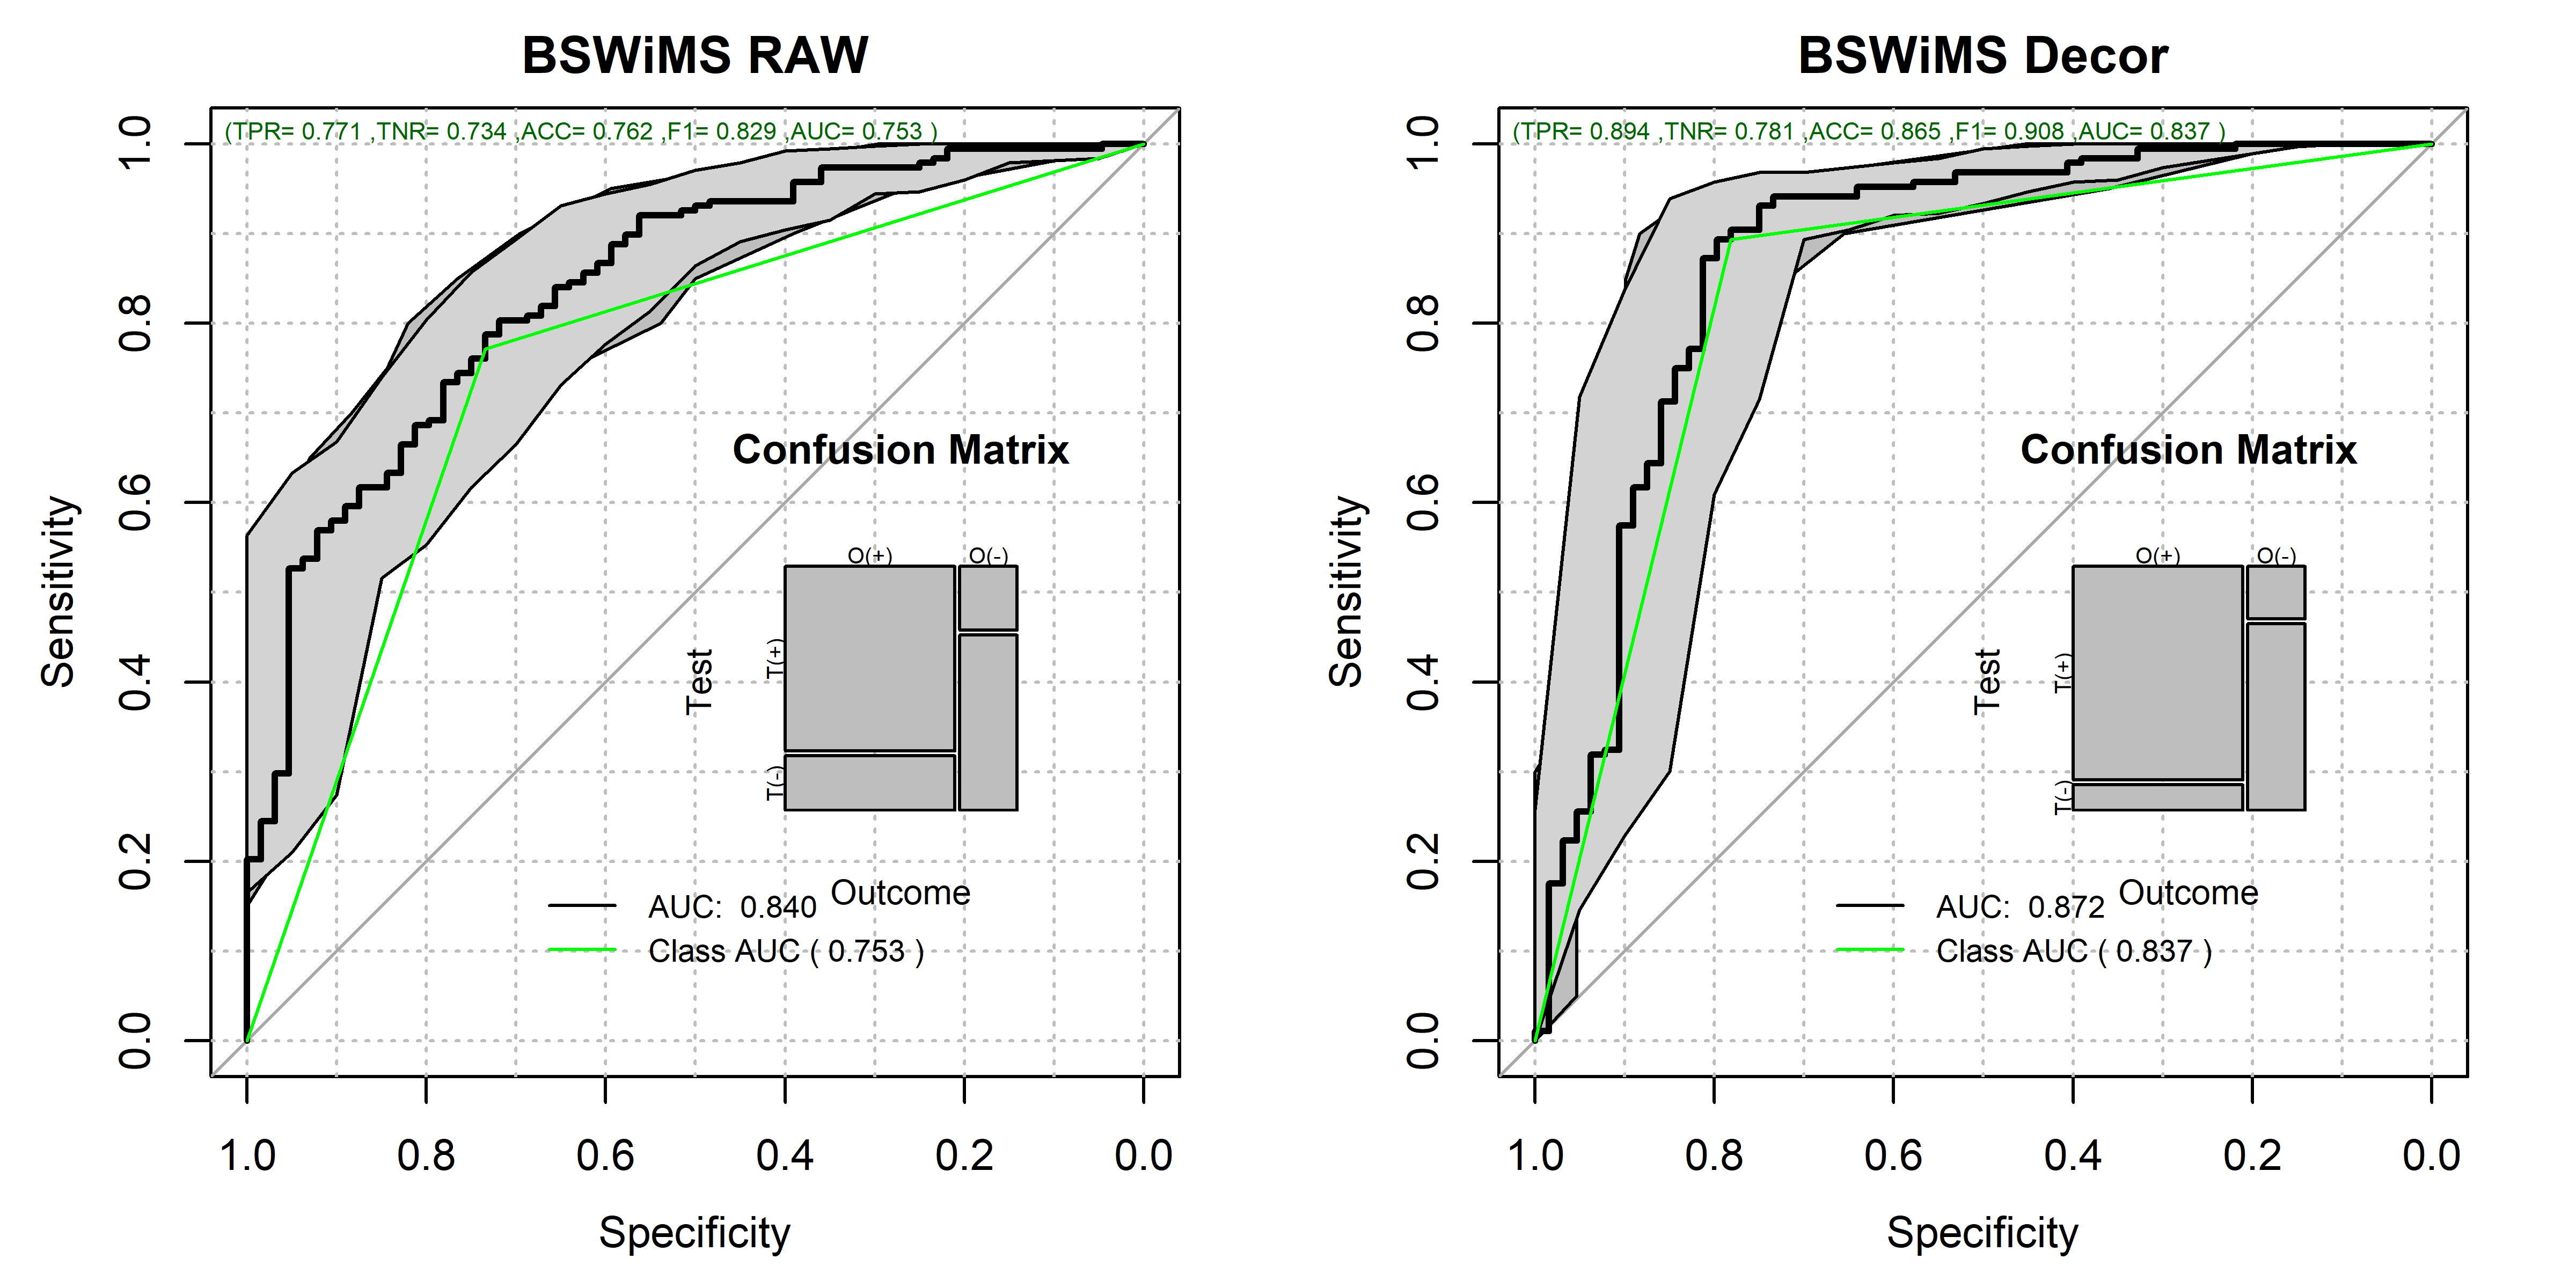 BSWiMS RAW
(TPR= 0.771 ,TNR= 0.734 ,ACC= 0.762 ,F1= 0.829 ,AUC= 0.753 )
1.0
0.8
0.6
0.4
0.2
0.0
Sensitivity
Confusion Matrix
O(+) O(-)
T(+)
T(-)
Test
Outcome
AUC: 0.840
Class AUC ( 0.753 )
1.0 0.8 0.6 0.4 0.2 0.0
Specificity
BSWiMS Decor
(TPR= 0.894 ,TNR= 0.781 ,ACC= 0.865 ,F1= 0.908 ,AUC= 0.837 )
1.0
0.8
0.6
0.4
0.2
0.0
Sensitivity
Confusion Matrix
O(+) O(-)
T(+)
T(-)
Test
Outcome
AUC: 0.872
Class AUC ( 0.837 )
1.0 0.8 0.6 0.4 0.2 0.0
Specificity